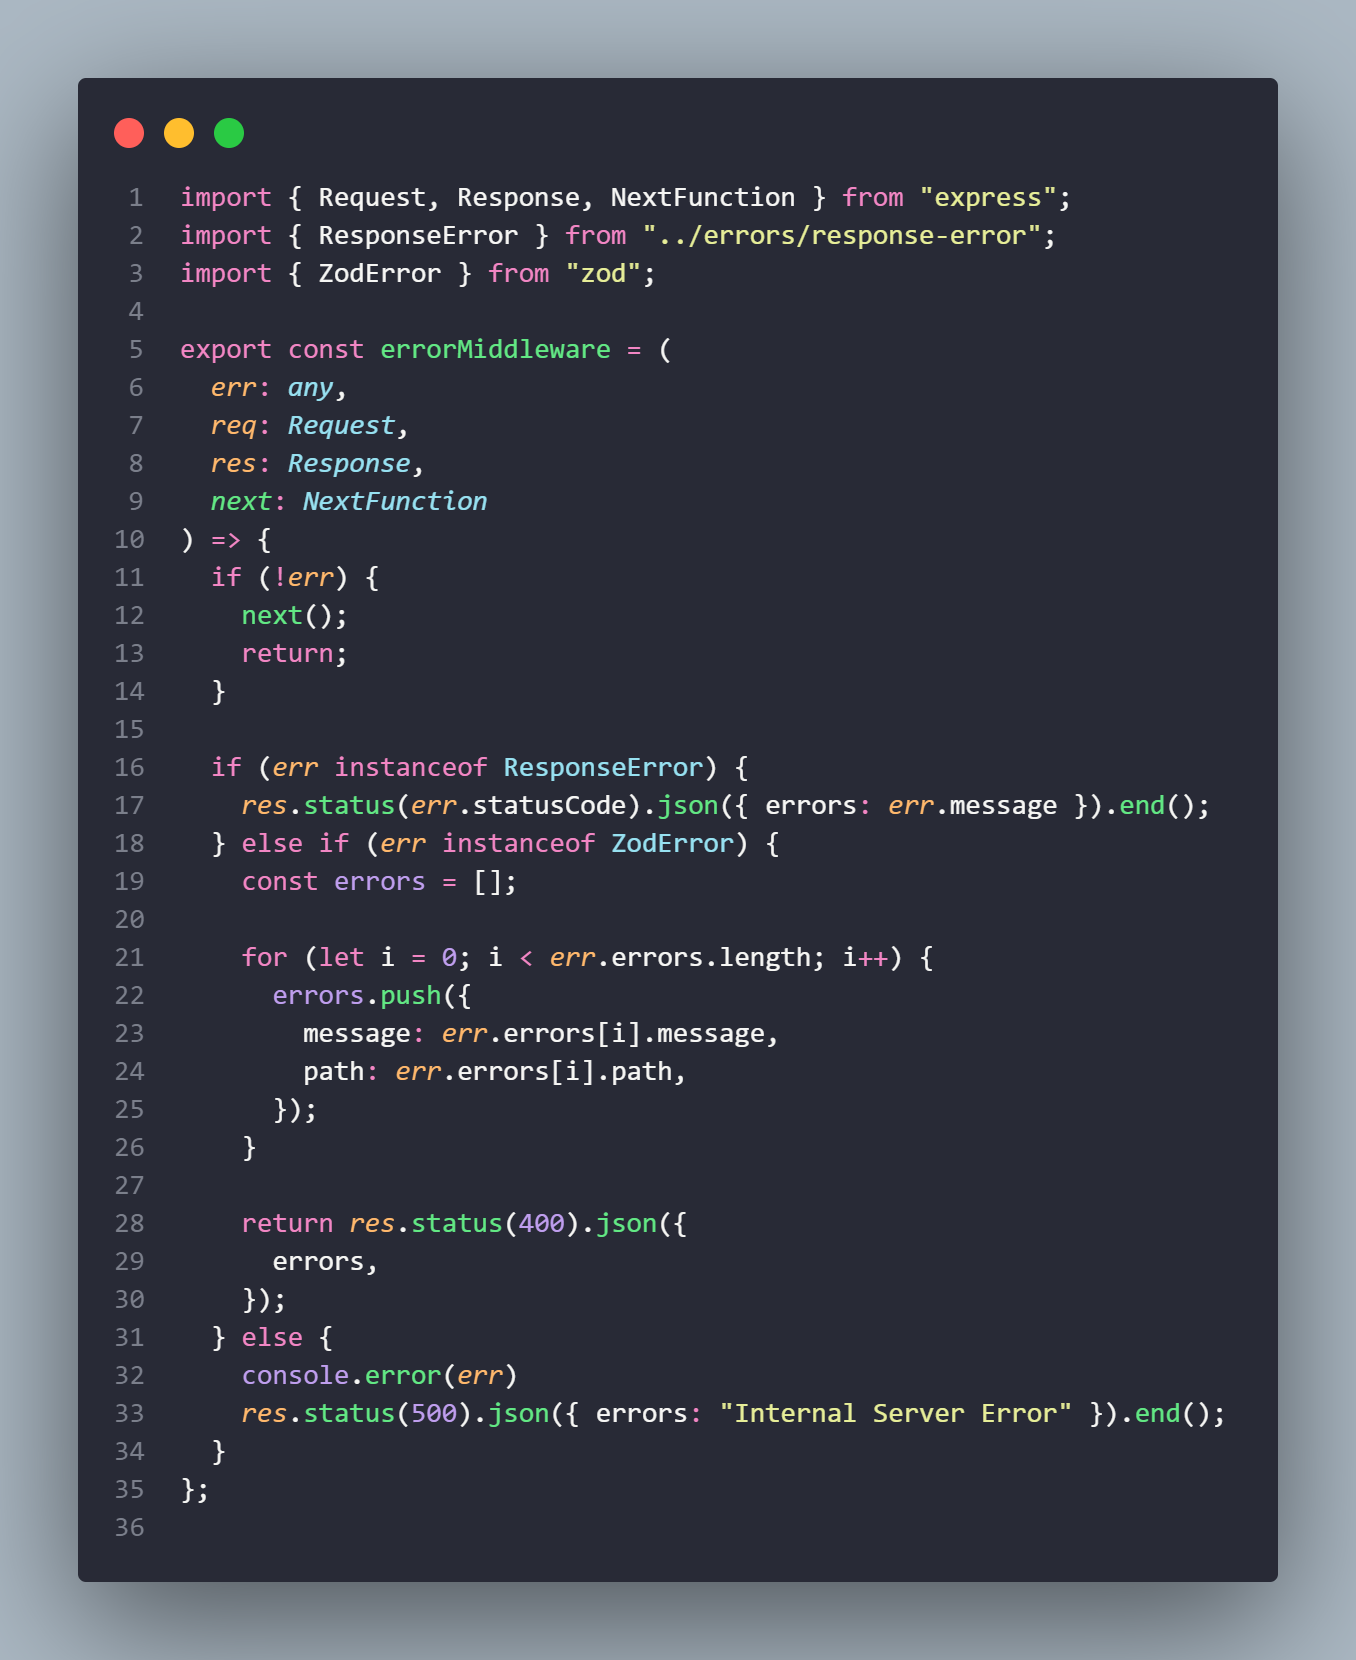 1 import { Request, Response, NextFunction } from "express";
2 import { ResponseError } from "../errors/response-error";
3 import { ZodError } from "zod";
4
5 export const errorMiddleware = (
6   err: any,
7   req: Request,
8   res: Response,
9   next: NextFunction
10 ) => {
11   if (!err) {
12     next();
13     return;
14   }
15
16   if (err instanceof ResponseError) {
17     res.status(err.statusCode).json({ errors: err.message }).end();
18   } else if (err instanceof ZodError) {
19     const errors = [];
20
21     for (let i = 0; i < err.errors.length; i++) {
22       errors.push({
23         message: err.errors[i].message,
24         path: err.errors[i].path,
25       });
26     }
27
28     return res.status(400).json({
29       errors,
30     });
31   } else {
32     console.error(err)
33     res.status(500).json({ errors: "Internal Server Error" }).end();
34   }
35 };
36